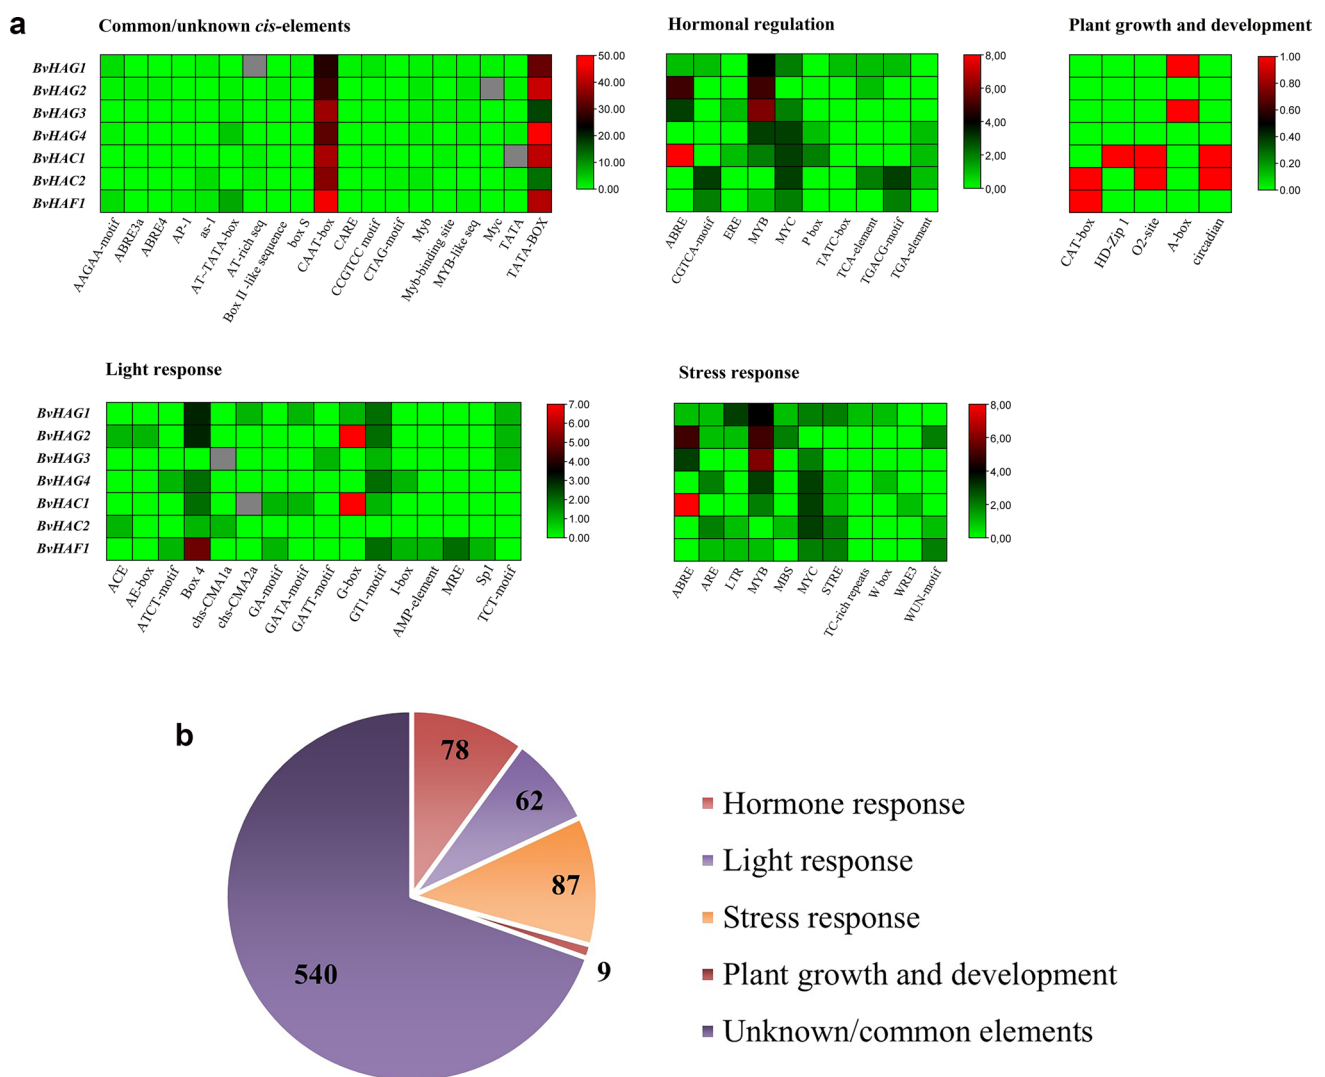 a
Common/unknown cis-elements
BvHAG1
BvHAG2
BvHAG3
BvHAG4
BvHAC1
BvHAC2
BvHAF1
50.00
40.00
30.00
20.00
10.00
0.00
AAGAA-motif
ABRE3a
ABRE4
AP-1
as-1
AT~TATA-box
AT-rich seq
Box II -like sequence
box S
CAAT-box
CARE
CCGTCC motif
CTAG-motif
Myb
Myb-binding site
MYB-like seq
Myc
TATA
TATA-BOX
Hormonal regulation
8,00
6,00
4,00
2,00
0,00
ABRE
CGTCA-motif
ERE
MYB
MYC
P box
TATC-box
TCA-element
TGACG-motif
TGA-element
Plant growth and development
1.00
0.80
0.60
0.40
0.20
0.00
CAT-box
HD-Zip 1
O2-site
A-box
circadian
Light response
BvHAG1
BvHAG2
BvHAG3
BvHAG4
BvHAC1
BvHAC2
BvHAF1
7.00
6.00
5.00
4.00
3.00
2.00
1.00
0.00
ACE
AE-box
ATCT-motif
Box 4
chs-CMA1a
chs-CMA2a
GA-motif
GATA-motif
GATT-motif
G-box
GT1-motif
I-box
AMP-element
MRE
Sp1
TCT-motif
Stress response
8,00
6,00
4,00
2,00
0,00
ABRE
ARE
LTR
MYB
MBS
MYC
STRE
TC-rich repeats
W box
WRE3
WUN-motif
b
78
62
87
9
540
Hormone response
Light response
Stress response
Plant growth and development
Unknown/common elements